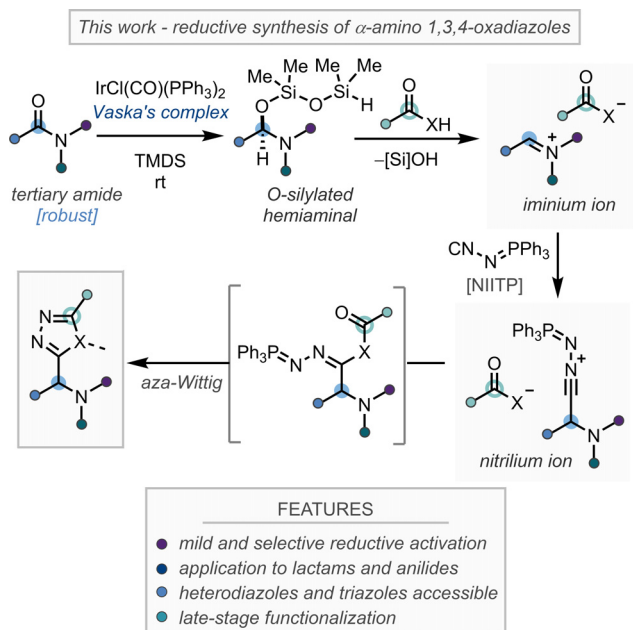 This work - reductive synthesis of α-amino 1,3,4-oxadiazoles
O
N
tertiary amide
[robust]
IrCl(CO)(PPh3)2
Vaska's complex
TMDS
rt
Me Me Me Me
Si O Si H
O
N
H
O-silylated
hemiaminal
O
XH
–[Si]OH
O
X–
+
N
iminium ion
CN N PPh3
[NIITP]
Ph3P N
+
N
O
X–
N
nitrilium ion
O
Ph3P N N X
N
aza-Wittig
N
N X
N
FEATURES
mild and selective reductive activation
application to lactams and anilides
heterodiazoles and triazoles accessible
late-stage functionalization